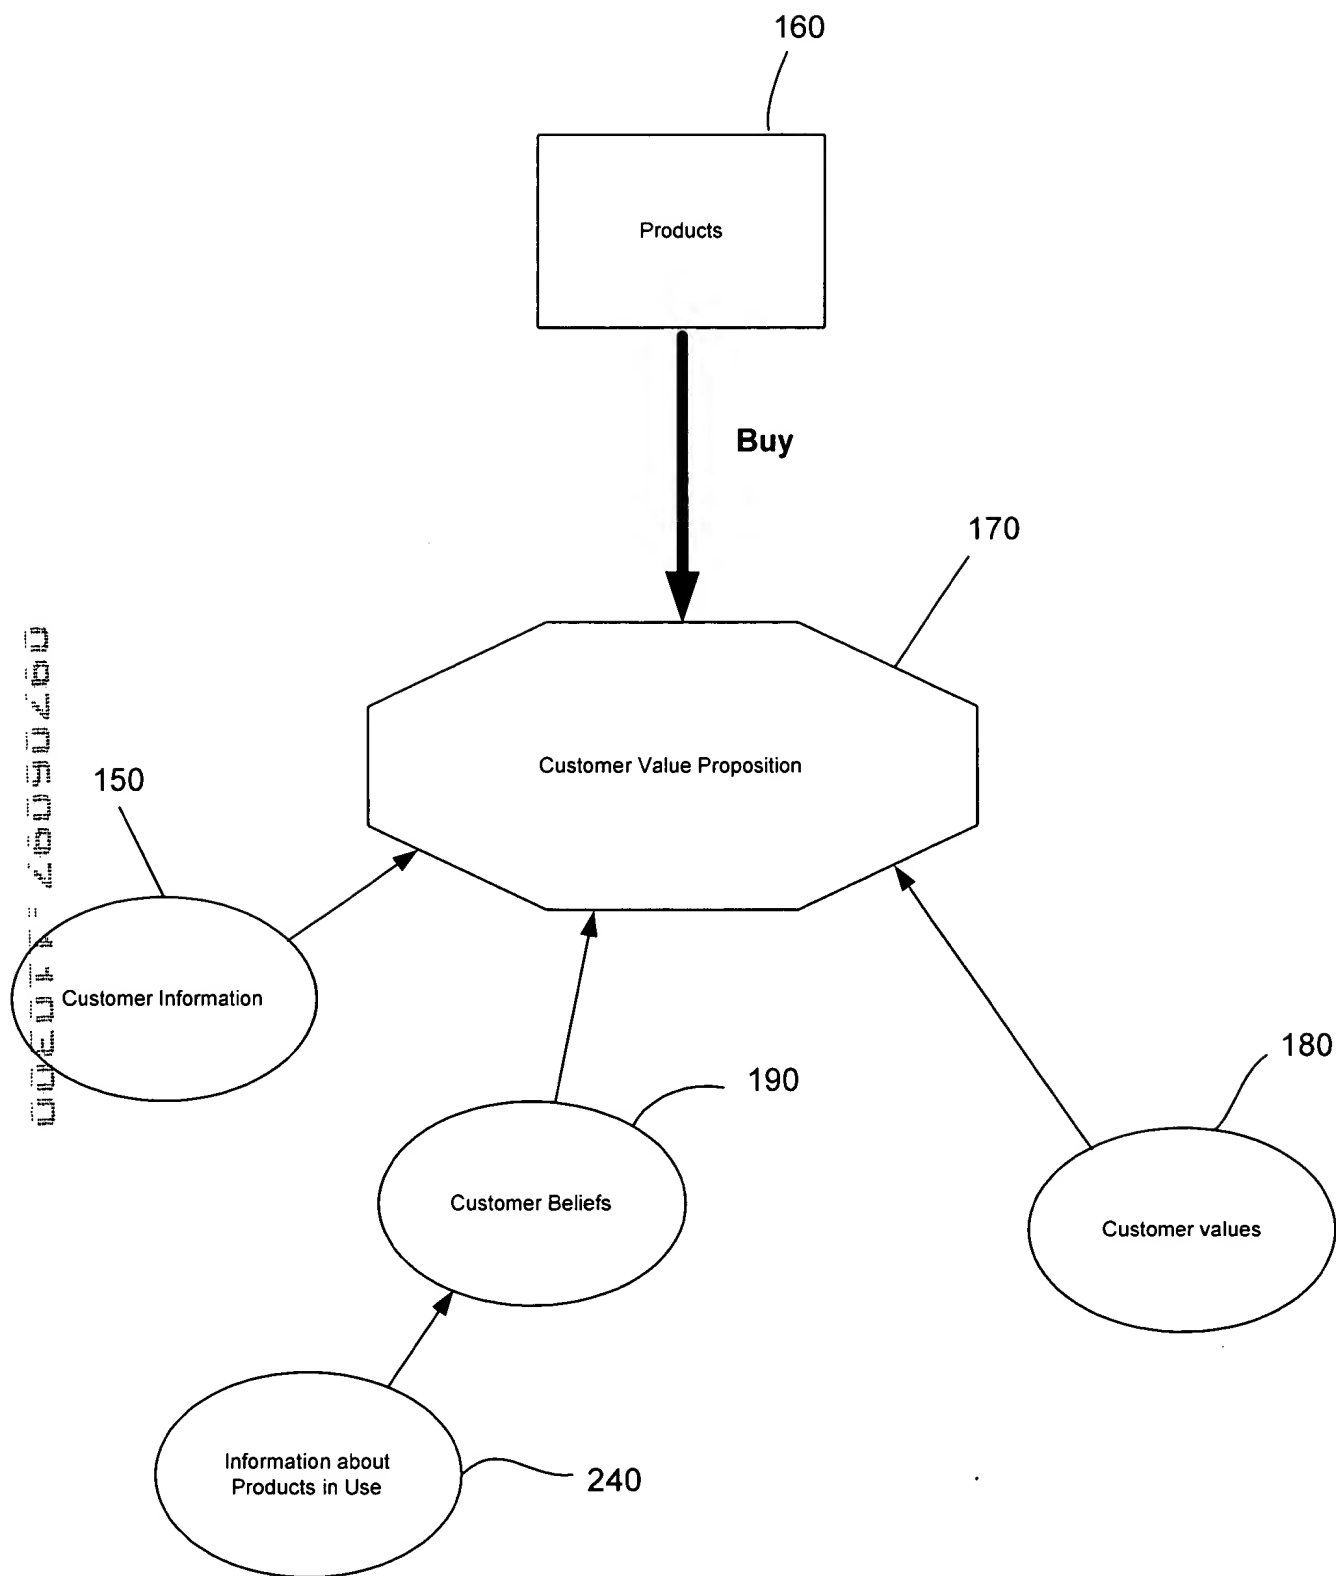 160
Products
Buy
170
Customer Value Proposition
150
Customer Information
190
180
Customer Beliefs
Customer values
Information about
Products in Use
240